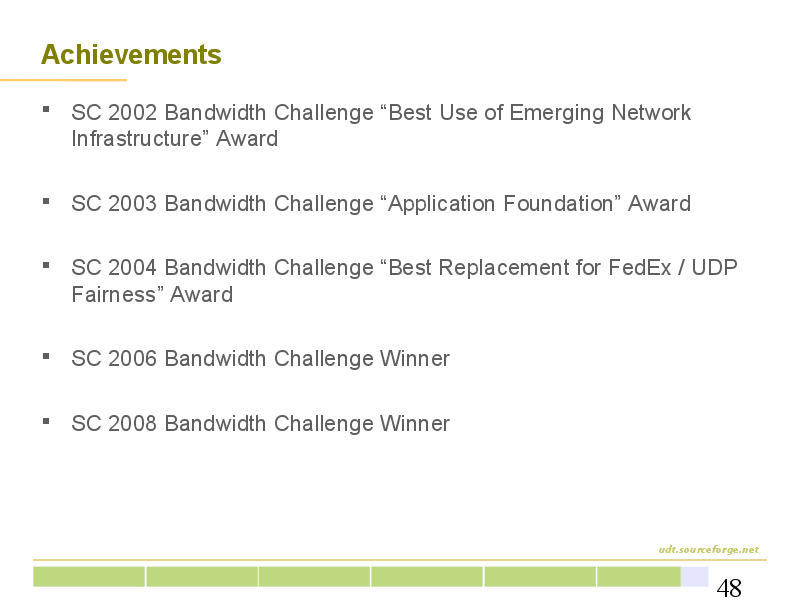 Achievements
▪ SC 2002 Bandwidth Challenge “Best Use of Emerging Network
Infrastructure” Award
▪ SC 2003 Bandwidth Challenge “Application Foundation” Award
▪ SC 2004 Bandwidth Challenge “Best Replacement for FedEx / UDP
Fairness” Award
▪ SC 2006 Bandwidth Challenge Winner
▪ SC 2008 Bandwidth Challenge Winner
udt.sourceforge.net
48